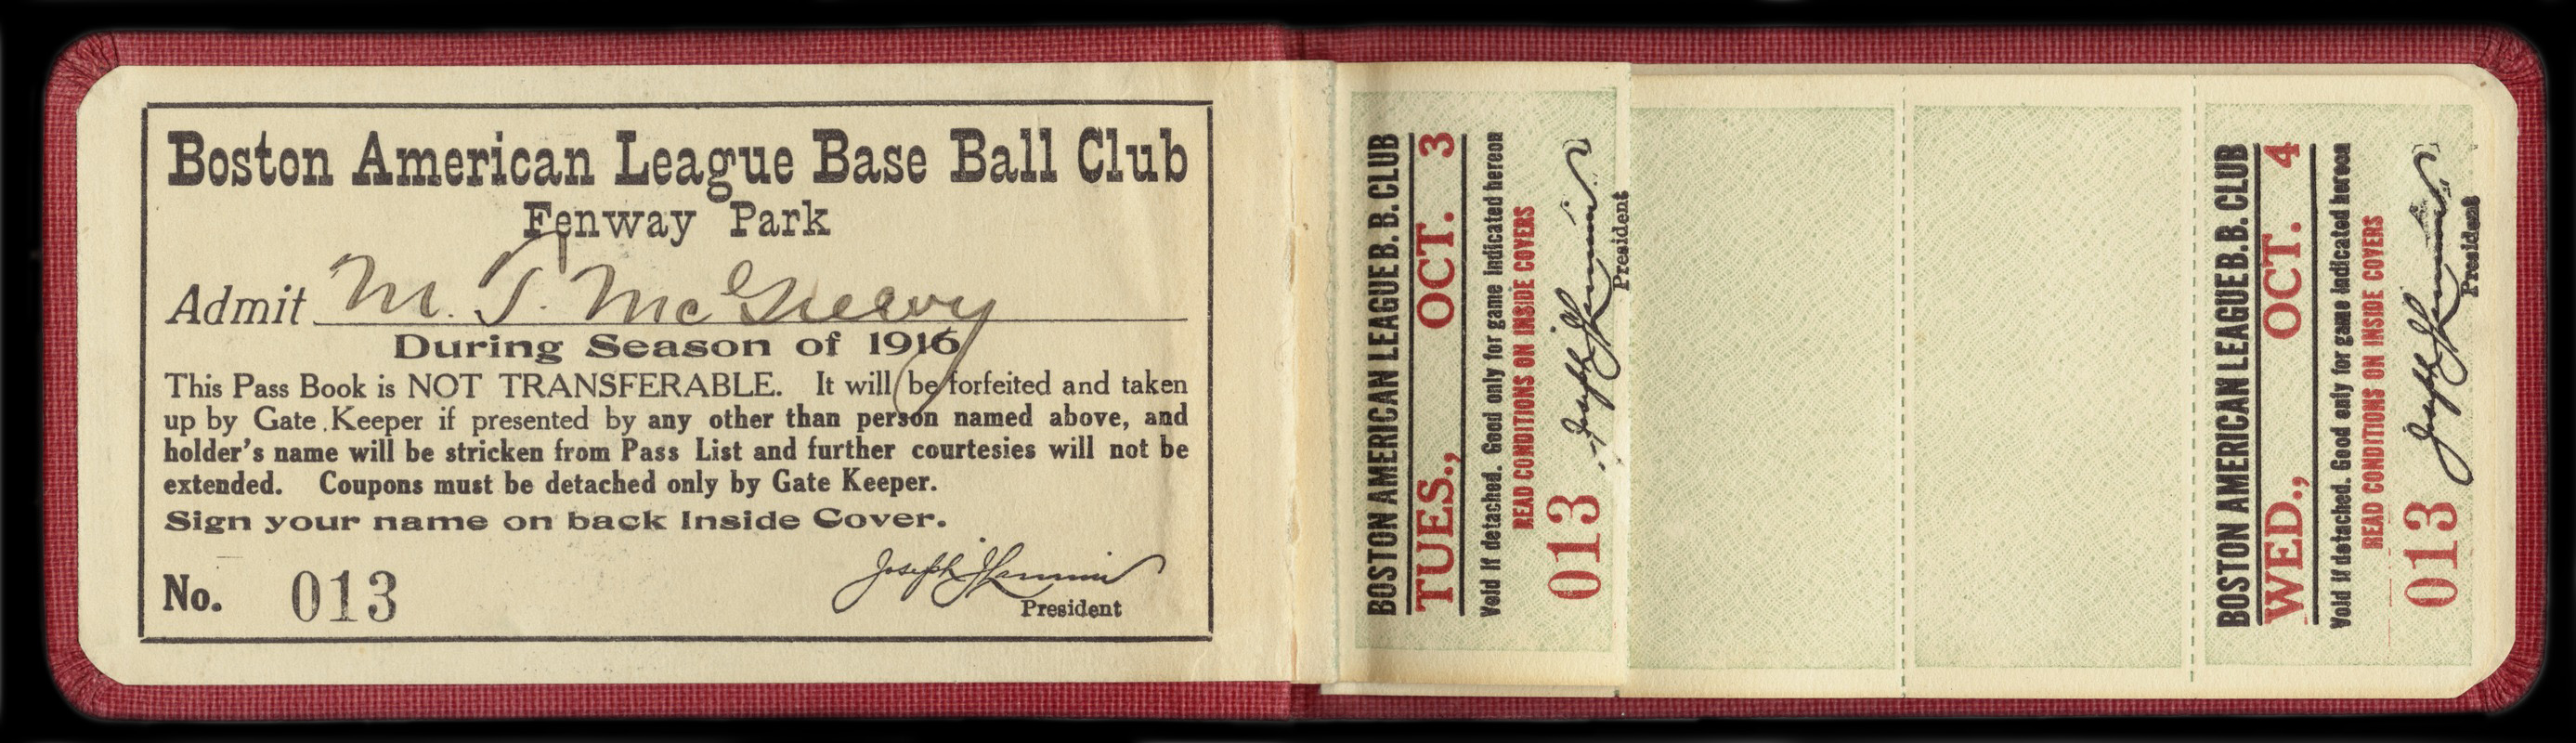 Boston American League Base Ball Club
Fenway Park
Admit M. T. McGreevy
During Season of 1916
This Pass Book is NOT TRANSFERABLE. It will be forfeited and taken
up by Gate Keeper if presented by any other than person named above, and
holder's name will be stricken from Pass List and further courtesies will not be
extended. Coupons must be detached only by Gate Keeper.
Sign your name on back Inside Cover.
No. 013
Joseph J Lannin
President
BOSTON AMERICAN LEAGUE B. B. CLUB
TUES., OCT. 3
Void if detached. Good only for game indicated hereon
READ CONDITIONS ON INSIDE COVERS
013 Joseph J Lannin
President
BOSTON AMERICAN LEAGUE B. B. CLUB
WED., OCT. 4
Void if detached. Good only for game indicated hereon
READ CONDITIONS ON INSIDE COVERS
013 Joseph J Lannin
President